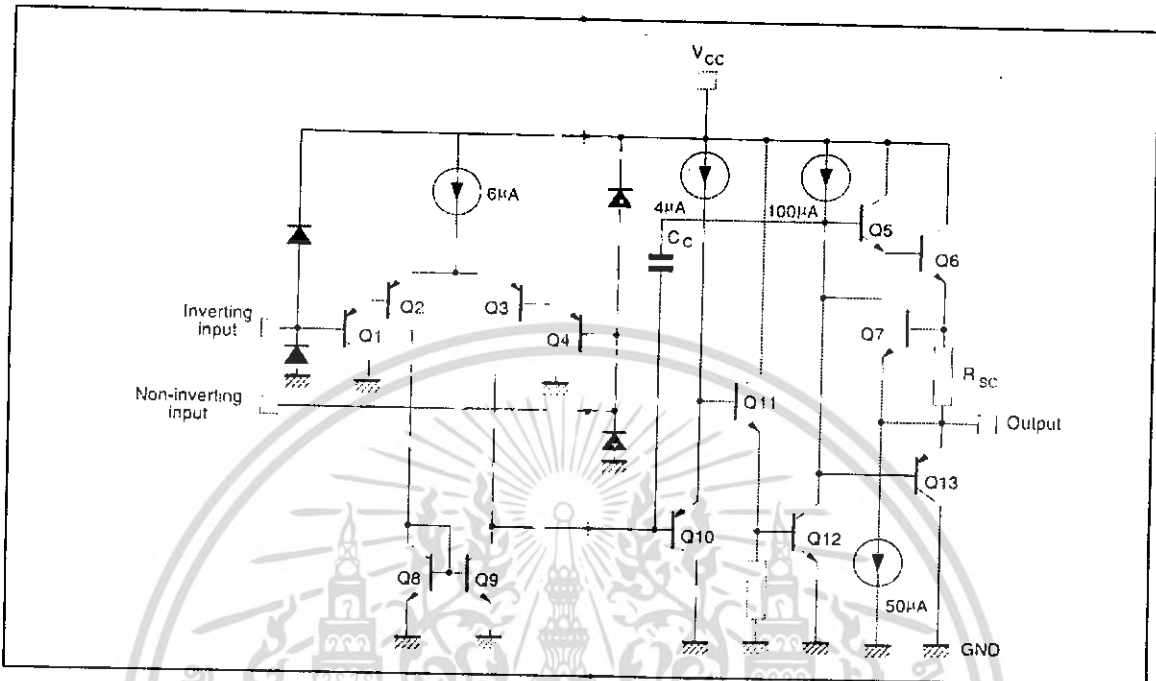 VCC
6µA
4µA
100µA
CC
Q5
Q6
Inverting
input
Q1
Q2
Q3
Q4
Q7
RSC
Non-inverting
input
Q11
Output
Q13
Q8
Q9
Q10
Q12
50µA
GND